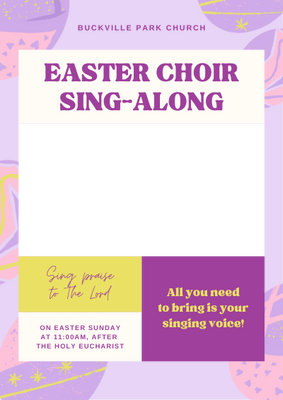 BUCKVILLE PARK CHURCH
EASTER CHOIR
SING-ALONG
Sing praise
to The Lord
All you need
to bring is your
singing voice!
ON EASTER SUNDAY
AT 11:00AM, AFTER
THE HOLY EUCHARIST